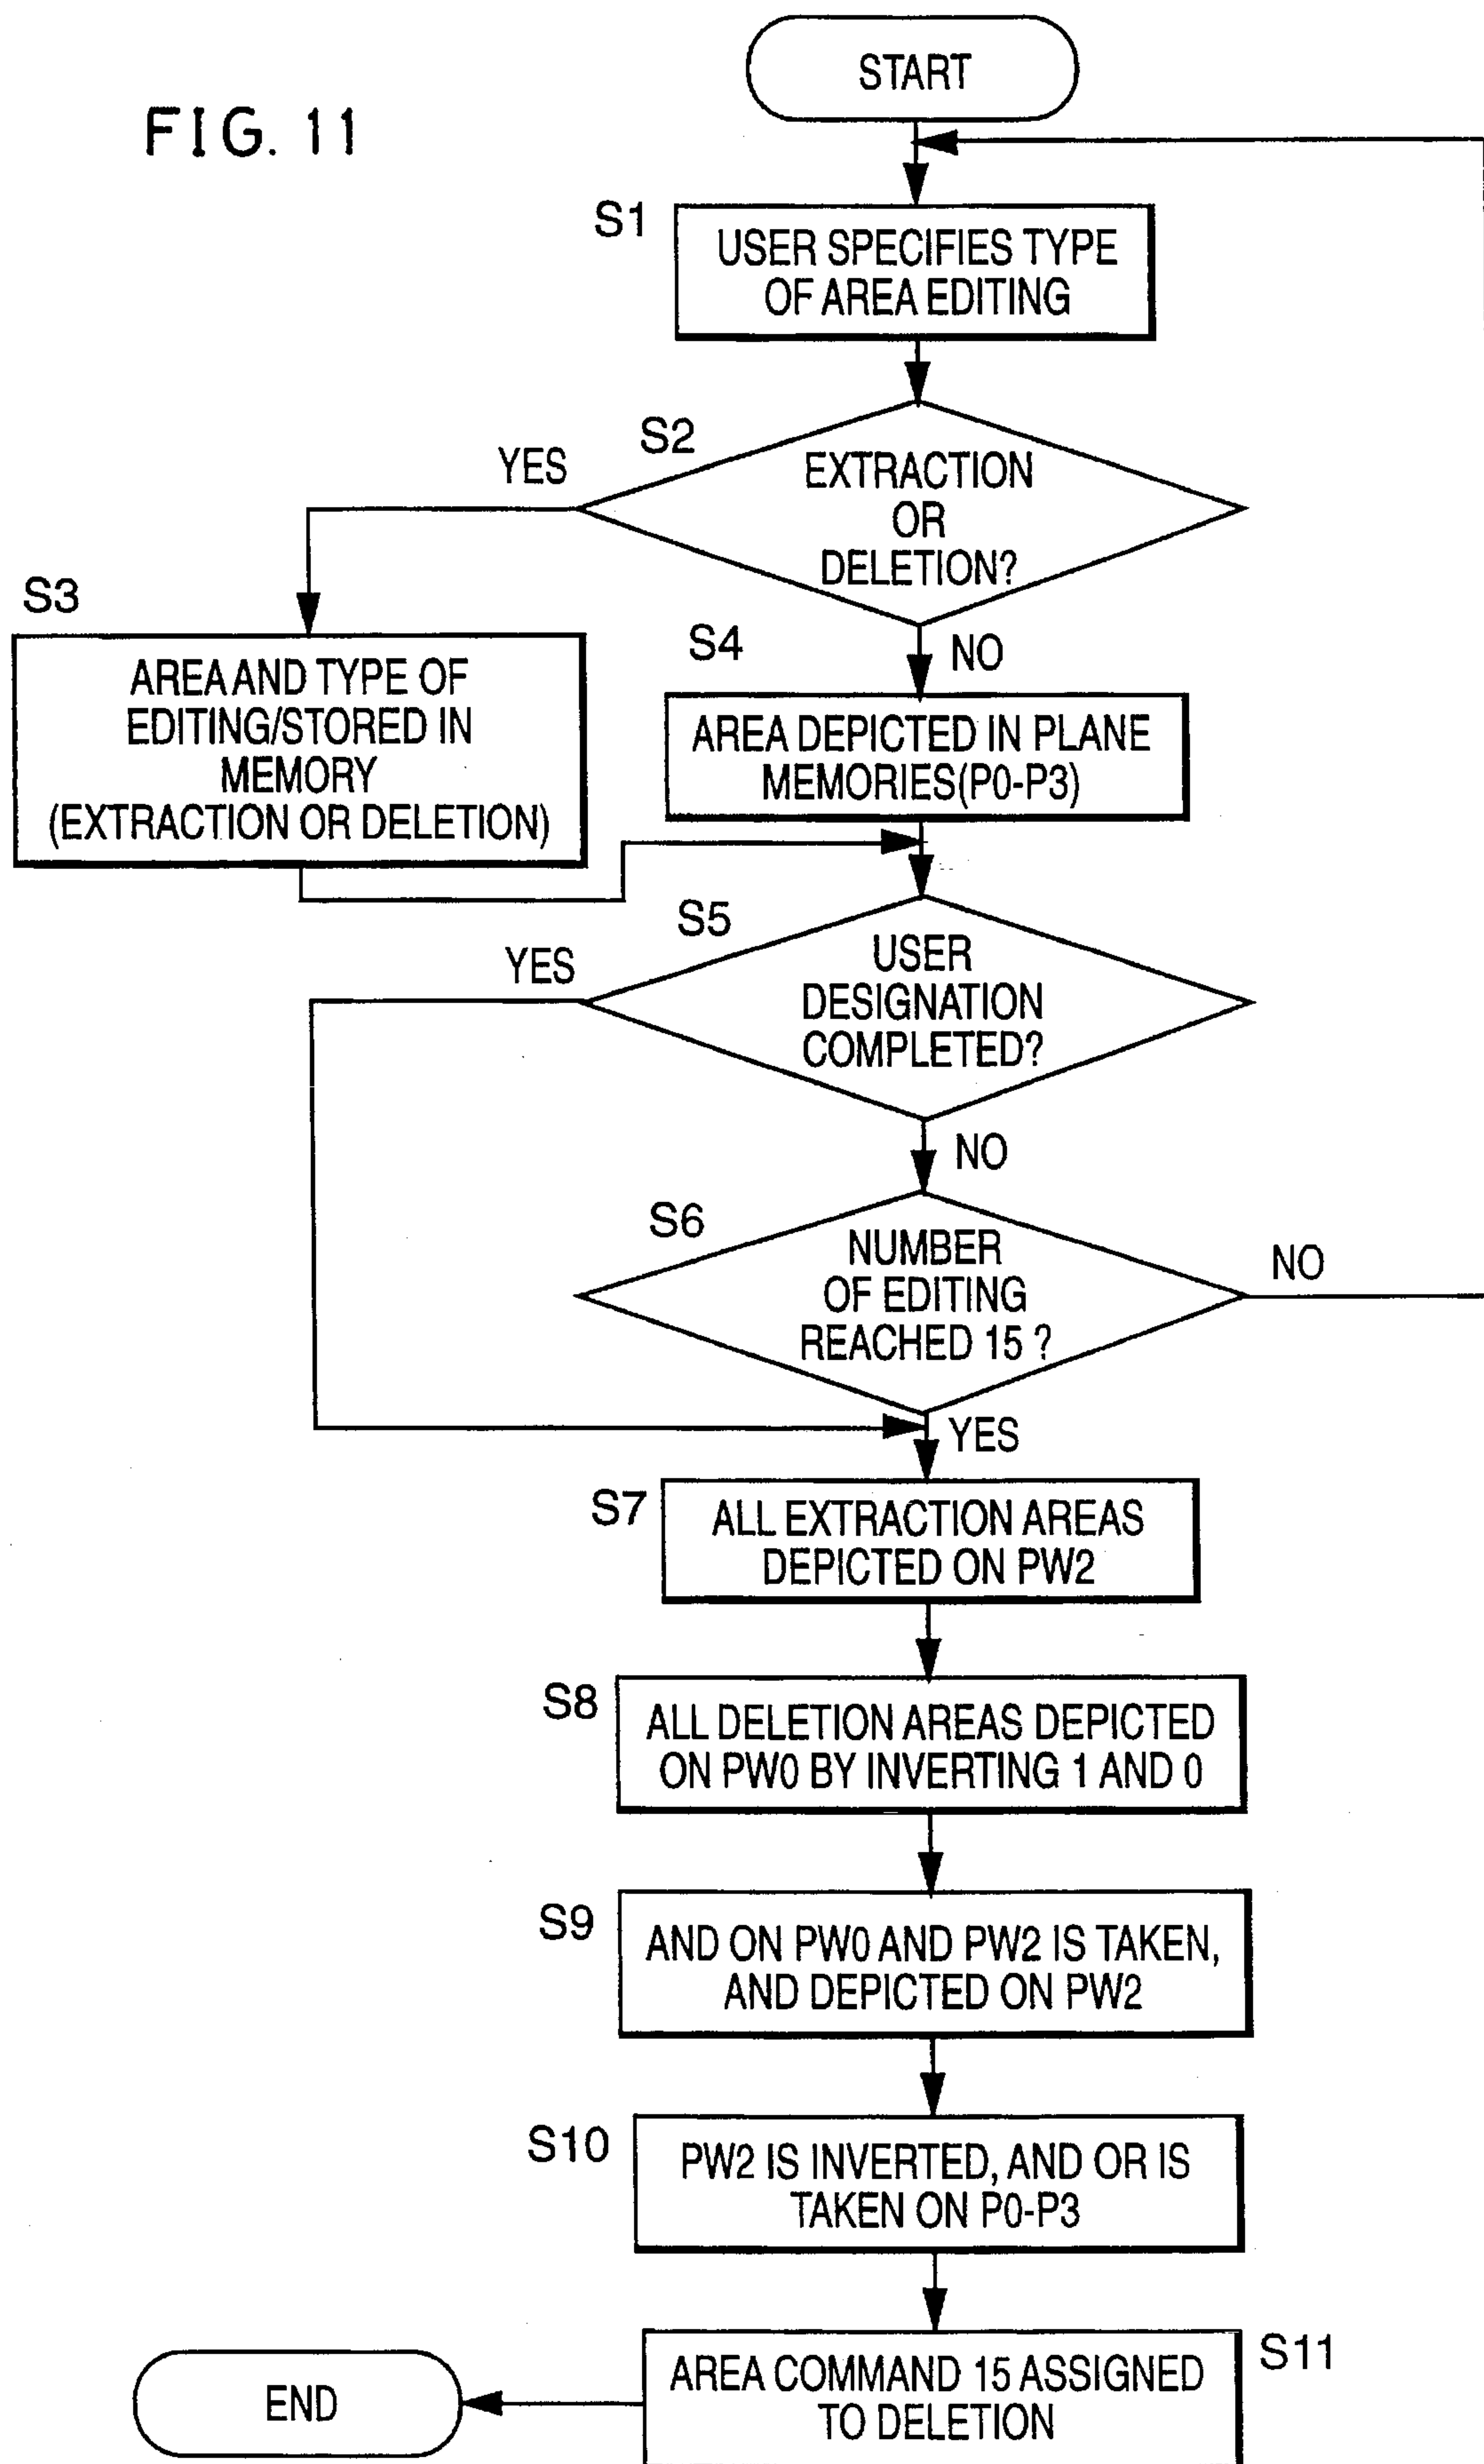 START
FIG. 11
S1
USER SPECIFIES TYPE
OF AREA EDITING
S2
YES
EXTRACTION
OR
DELETION?
S3
AREA AND TYPE OF
EDITING/STORED IN
MEMORY
(EXTRACTION OR DELETION)
S4
NO
AREA DEPICTED IN PLANE
MEMORIES(P0-P3)
S5
YES
USER
DESIGNATION
COMPLETED?
NO
S6
NUMBER
OF EDITING
REACHED 15 ?
NO
YES
S7
ALL EXTRACTION AREAS
DEPICTED ON PW2
S8
ALL DELETION AREAS DEPICTED
ON PW0 BY INVERTING 1 AND 0
S9
AND ON PW0 AND PW2 IS TAKEN,
AND DEPICTED ON PW2
S10
PW2 IS INVERTED, AND OR IS
TAKEN ON P0-P3
S11
AREA COMMAND 15 ASSIGNED
TO DELETION
END